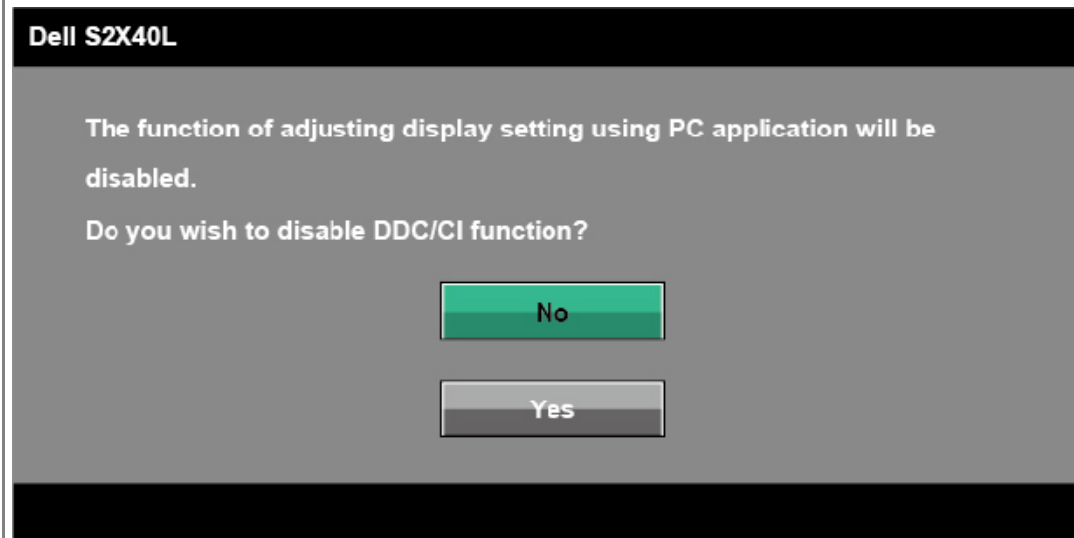 Dell S2X40L
The function of adjusting display setting using PC application will be
disabled.
Do you wish to disable DDC/CI function?
No
Yes